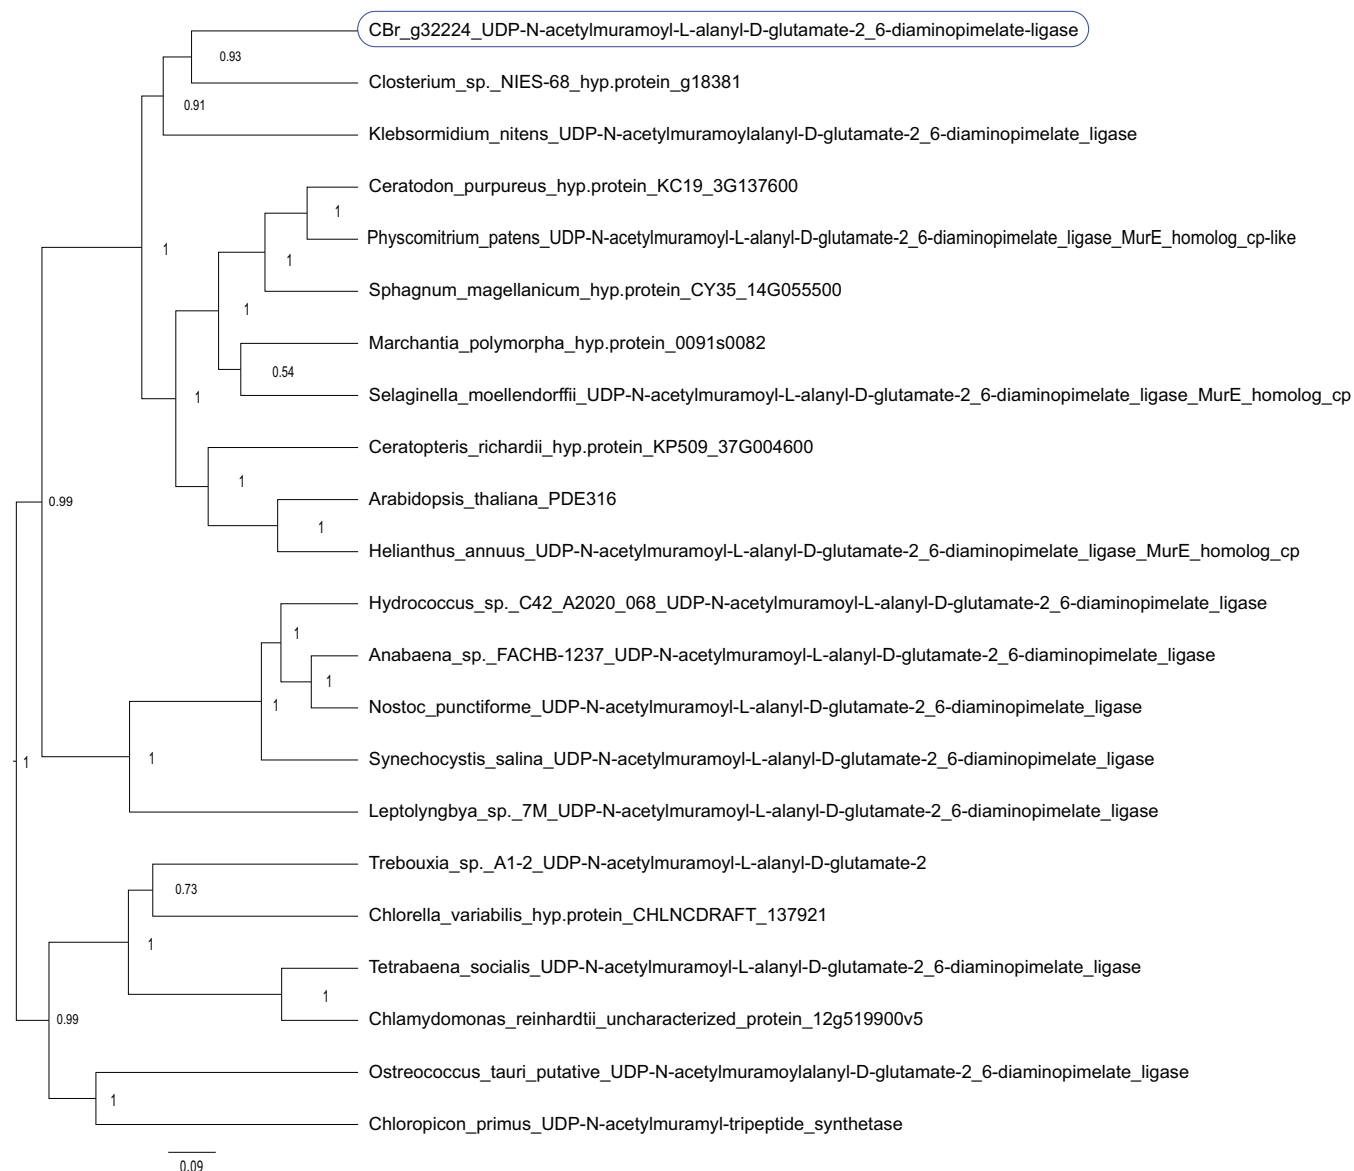 CBr_g32224_UDP-N-acetylmuramoyl-L-alanyl-D-glutamate-2_6-diaminopimelate-ligase
0.93
Closterium_sp._NIES-68_hyp.protein_g18381
0.91
Klebsormidium_nitens_UDP-N-acetylmuramoylalanyl-D-glutamate-2_6-diaminopimelate_ligase
Ceratodon_purpureus_hyp.protein_KC19_3G137600
1
Physcomitrium_patens_UDP-N-acetylmuramoyl-L-alanyl-D-glutamate-2_6-diaminopimelate_ligase_MurE_homolog_cp-like
1
1
Sphagnum_magellanicum_hyp.protein_CY35_14G055500
1
Marchantia_polymorpha_hyp.protein_0091s0082
0.54
Selaginella_moellendorffii_UDP-N-acetylmuramoyl-L-alanyl-D-glutamate-2_6-diaminopimelate_ligase_MurE_homolog_cp
1
Ceratopteris_richardii_hyp.protein_KP509_37G004600
1
Arabidopsis_thaliana_PDE316
0.99
1
Helianthus_annuus_UDP-N-acetylmuramoyl-L-alanyl-D-glutamate-2_6-diaminopimelate_ligase_MurE_homolog_cp
Hydrococcus_sp._C42_A2020_068_UDP-N-acetylmuramoyl-L-alanyl-D-glutamate-2_6-diaminopimelate_ligase
1
Anabaena_sp._FACHB-1237_UDP-N-acetylmuramoyl-L-alanyl-D-glutamate-2_6-diaminopimelate_ligase
1
1
Nostoc_punctiforme_UDP-N-acetylmuramoyl-L-alanyl-D-glutamate-2_6-diaminopimelate_ligase
1
Synechocystis_salina_UDP-N-acetylmuramoyl-L-alanyl-D-glutamate-2_6-diaminopimelate_ligase
1
Leptolyngbya_sp._7M_UDP-N-acetylmuramoyl-L-alanyl-D-glutamate-2_6-diaminopimelate_ligase
Trebouxia_sp._A1-2_UDP-N-acetylmuramoyl-L-alanyl-D-glutamate-2
0.73
Chlorella_variabilis_hyp.protein_CHLNCDRAFT_137921
1
Tetrabaena_socialis_UDP-N-acetylmuramoyl-L-alanyl-D-glutamate-2_6-diaminopimelate_ligase
1
Chlamydomonas_reinhardtii_uncharacterized_protein_12g519900v5
0.99
Ostreococcus_tauri_putative_UDP-N-acetylmuramoylalanyl-D-glutamate-2_6-diaminopimelate_ligase
1
Chloropicon_primus_UDP-N-acetylmuramyl-tripeptide_synthetase
0.09